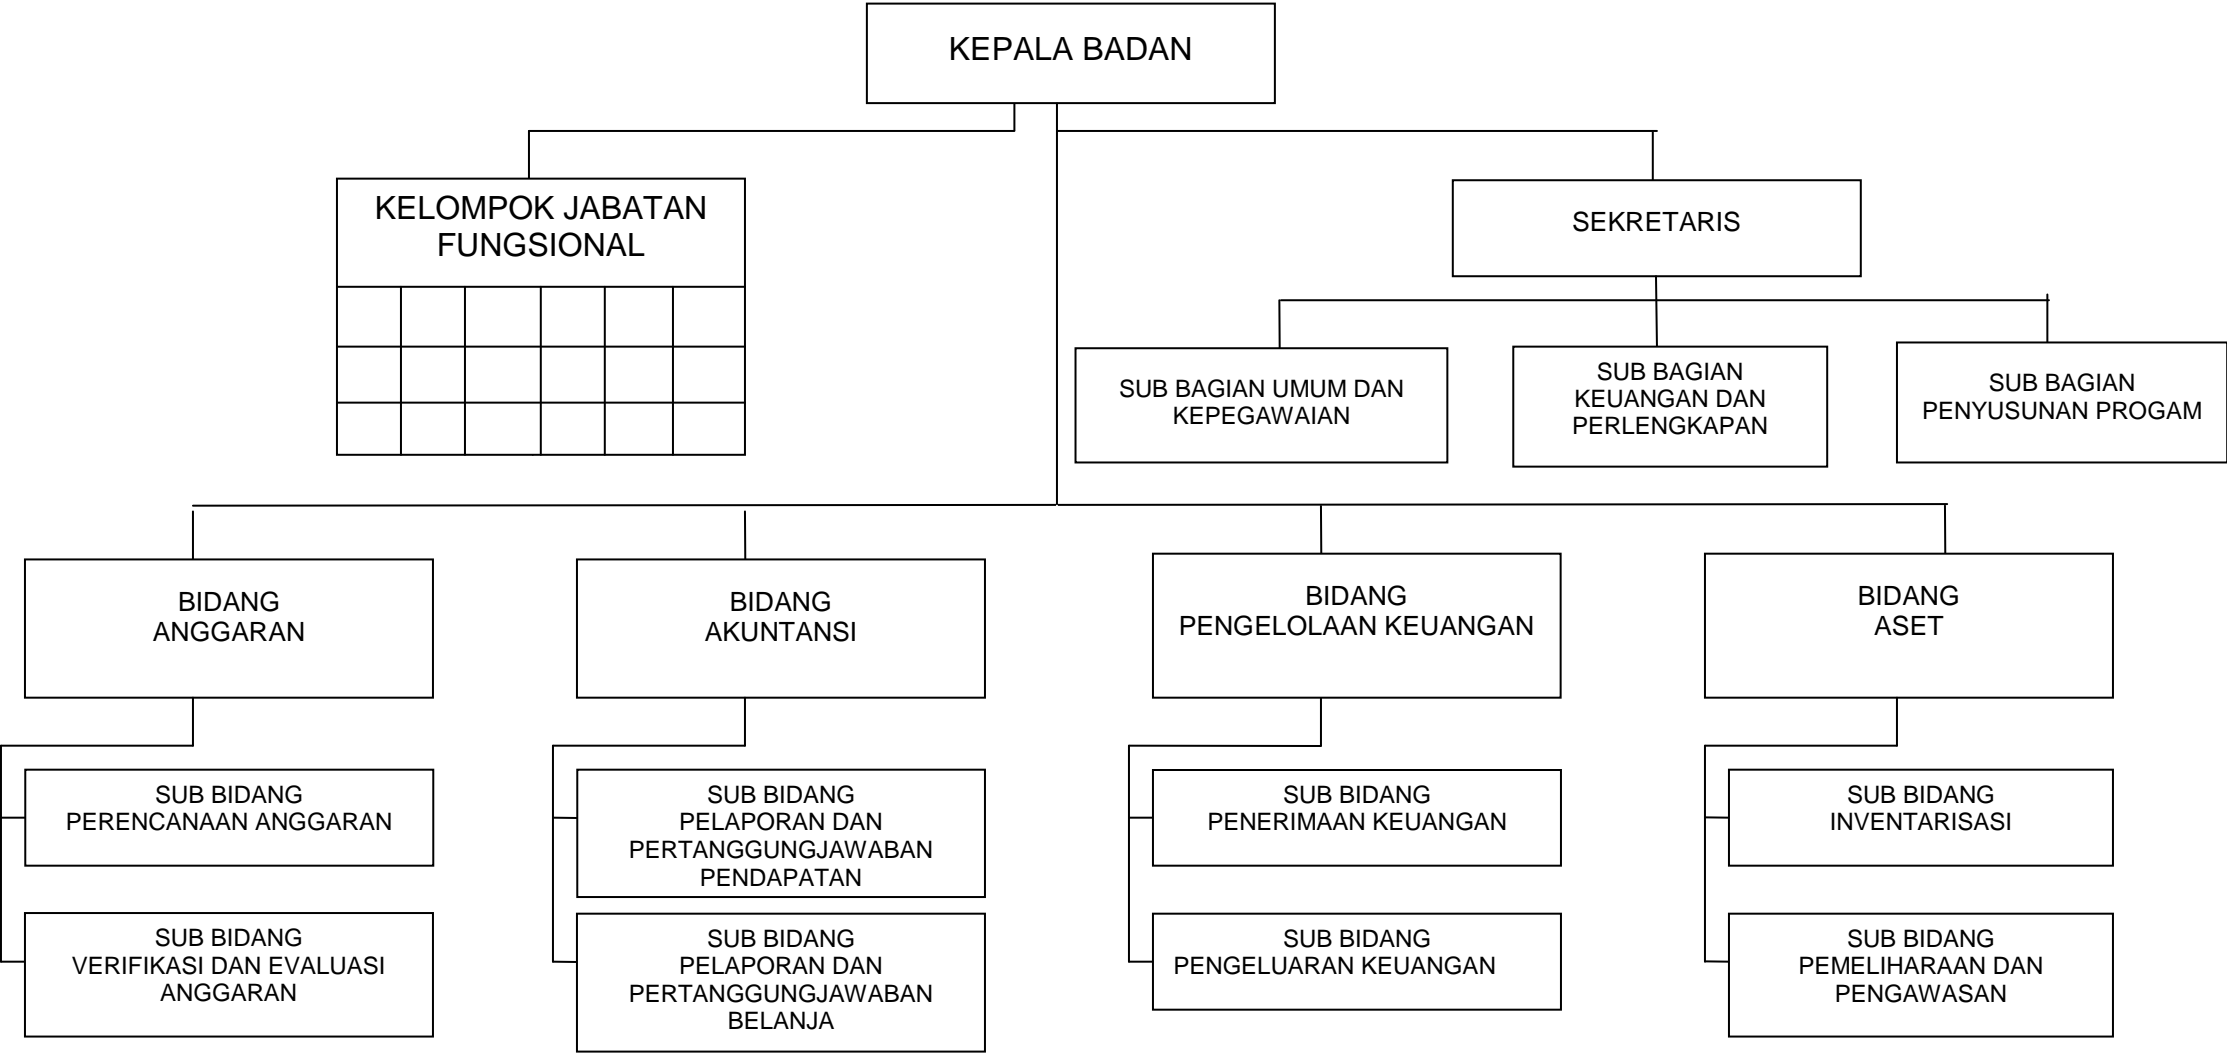 KEPALA BADAN
KELOMPOK JABATAN
FUNGSIONAL
SEKRETARIS
SUB BAGIAN UMUM DAN
KEPEGAWAIAN
SUB BAGIAN
KEUANGAN DAN
PERLENGKAPAN
SUB BAGIAN
PENYUSUNAN PROGAM
BIDANG
ANGGARAN
BIDANG
AKUNTANSI
BIDANG
PENGELOLAAN KEUANGAN
BIDANG
ASET
SUB BIDANG
PERENCANAAN ANGGARAN
SUB BIDANG
PELAPORAN DAN
PERTANGGUNGJAWABAN
PENDAPATAN
SUB BIDANG
PENERIMAAN KEUANGAN
SUB BIDANG
INVENTARISASI
SUB BIDANG
VERIFIKASI DAN EVALUASI
ANGGARAN
SUB BIDANG
PELAPORAN DAN
PERTANGGUNGJAWABAN
BELANJA
SUB BIDANG
PENGELUARAN KEUANGAN
SUB BIDANG
PEMELIHARAAN DAN
PENGAWASAN